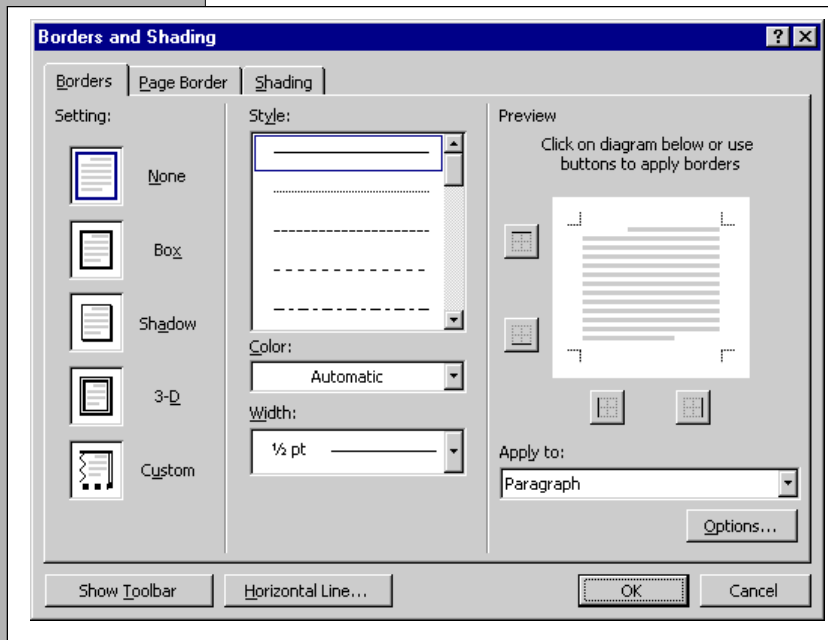 Borders and Shading
Borders Page Border Shading
Setting:
None
Box
Shadow
3-D
Custom
Style:
Color:
Automatic
Width:
½ pt
Preview
Click on diagram below or use
buttons to apply borders
Apply to:
Paragraph
Options...
Show Toolbar Horizontal Line... OK Cancel